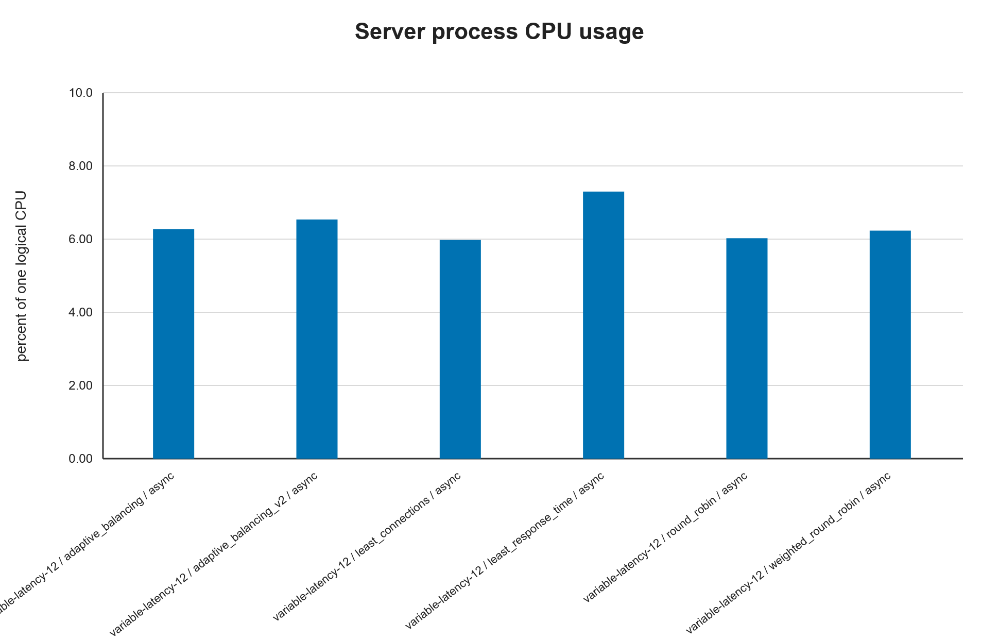 Server process CPU usage
percent of one logical CPU
10.0
8.00
6.00
4.00
2.00
0.00
/ adaptive_balancing / async
variable-latency-12 / adaptive_balancing_v2 / async
variable-latency-12 / least_connections / async
variable-latency-12 / least_response_time / async
variable-latency-12 / round_robin / async
variable-latency-12 / weighted_round_robin / async